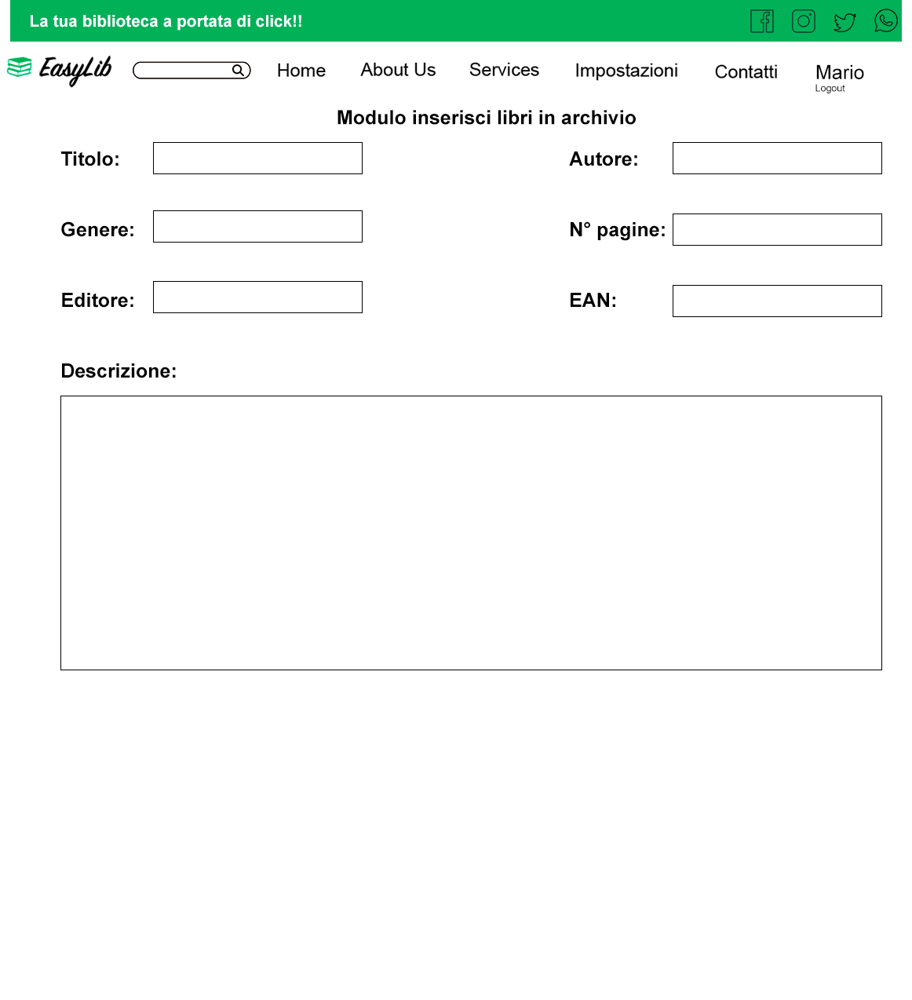 La tua biblioteca a portata di click!!
EasyLib Home About Us Services Impostazioni Contatti Mario
Logout
Modulo inserisci libri in archivio
Titolo: Autore:
Genere: N° pagine:
Editore: EAN:
Descrizione: